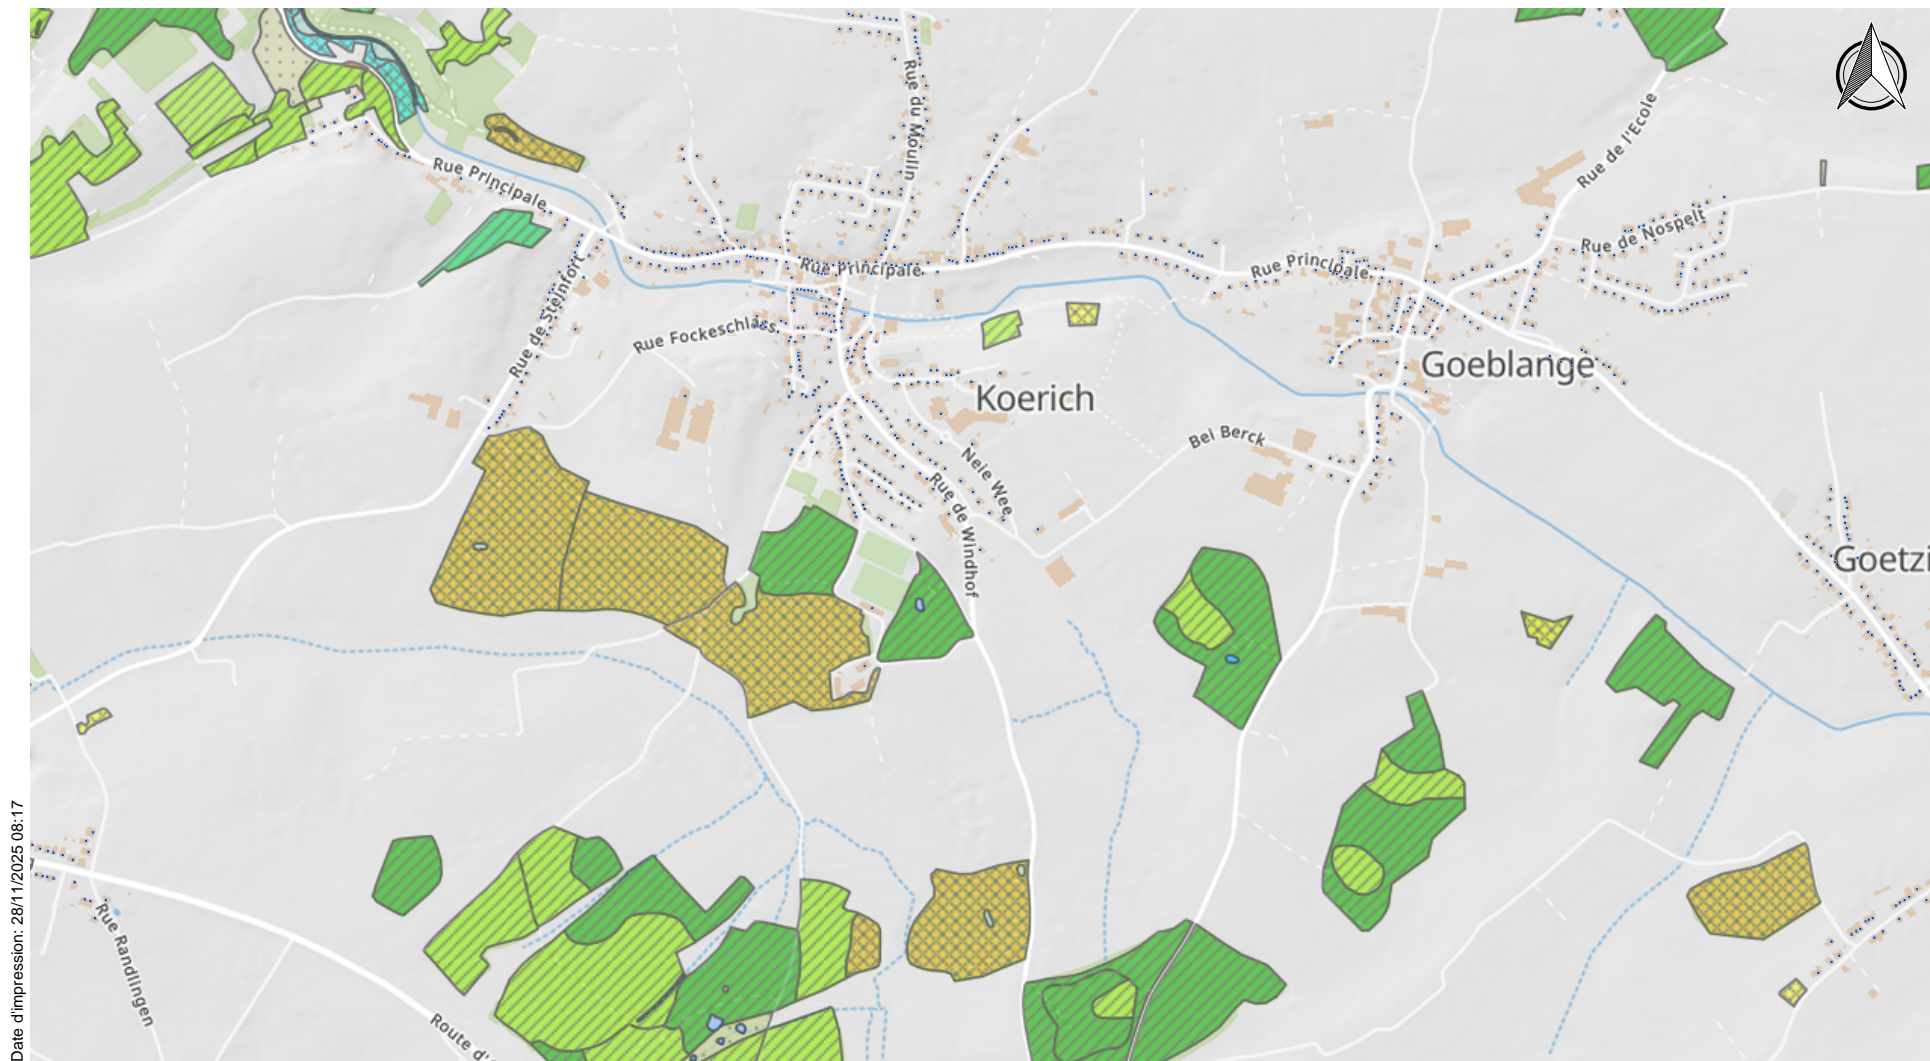 Rue du Moulin
Rue de l'Ecole
Rue Principale
Rue de Nospelt
Rue Principale
Rue Principale
Rue de Steinfort
Rue Fockeschlass
Goeblange
Koerich
Bei Berck
Neie Wee
Rue de Windhof
Goetzi
Rue Randlingen
Route d'
Date d'impression: 28/11/2025 08:17